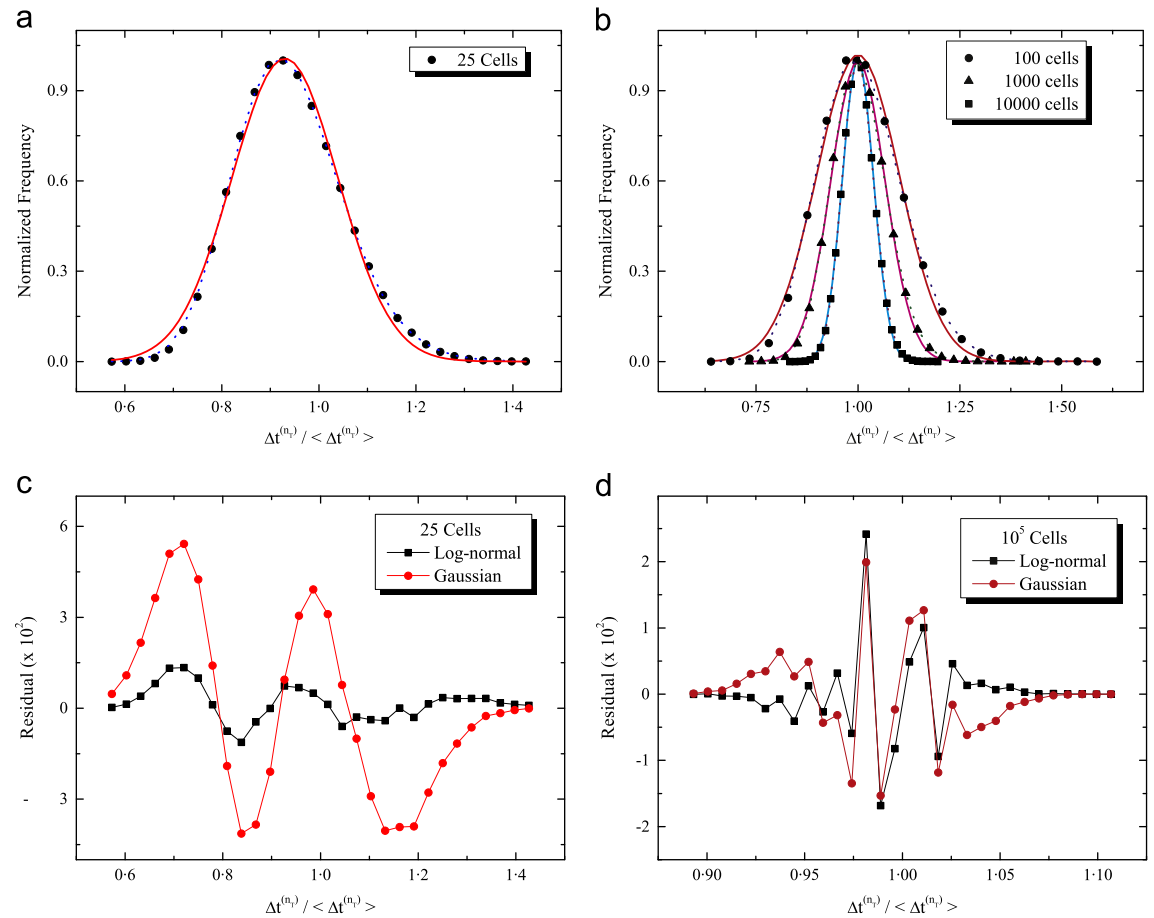 a
25 Cells
Normalized Frequency
0.9
0.6
0.3
0.0
0·6 0·8 1·0 1·2 1·4
Δt^(n_T) / < Δt^(n_T) >
b
100 cells
1000 cells
10000 cells
Normalized Frequency
0.9
0.6
0.3
0.0
0·75 1·00 1·25 1·50
Δt^(n_T) / < Δt^(n_T) >
c
25 Cells
Log-normal
Gaussian
Residual (x 10^2)
6
3
0
- 3
0·6 0·8 1·0 1·2 1·4
Δt^(n_T) / < Δt^(n_T) >
d
10^5 Cells
Log-normal
Gaussian
Residual (x 10^2)
2
1
0
-1
-2
0·90 0·95 1·00 1·05 1·10
Δt^(n_T) / < Δt^(n_T) >